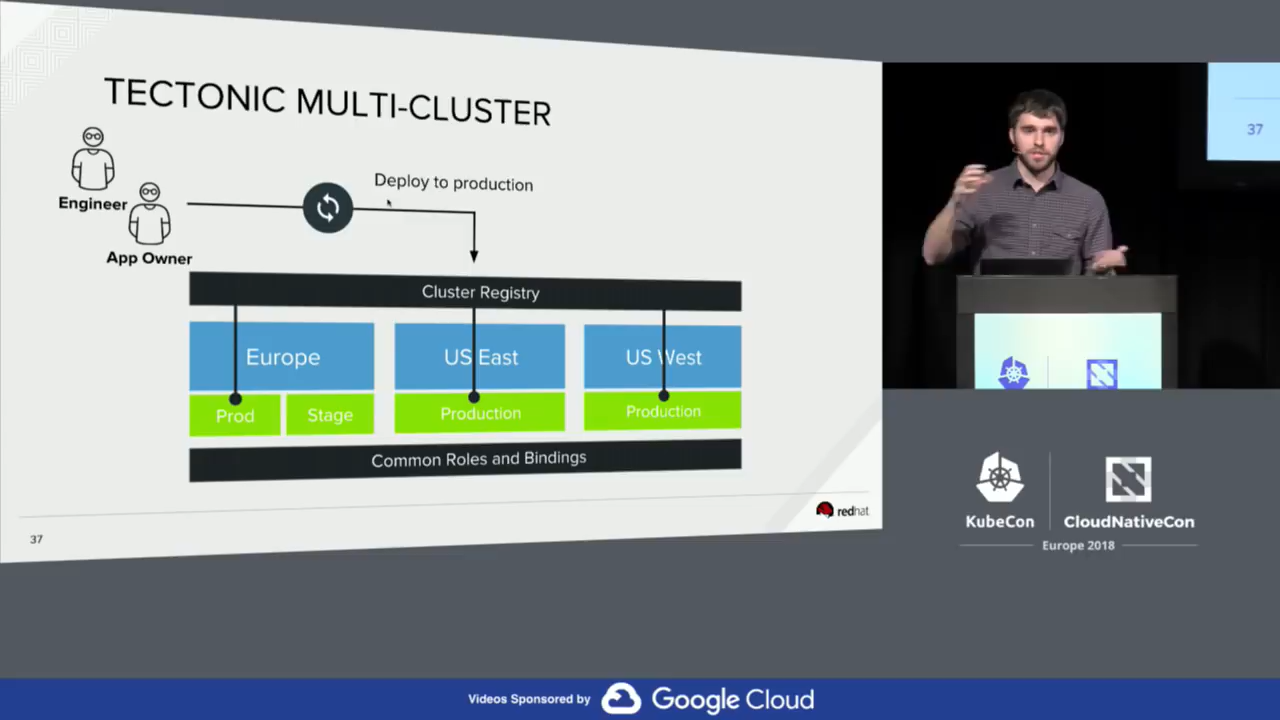 TECTONIC MULTI-CLUSTER
Engineer
App Owner
Deploy to production
Cluster Registry
Europe
US East
US West
Prod
Stage
Production
Production
Common Roles and Bindings
redhat
37
37
KubeCon
CloudNativeCon
Europe 2018
Videos Sponsored by Google Cloud